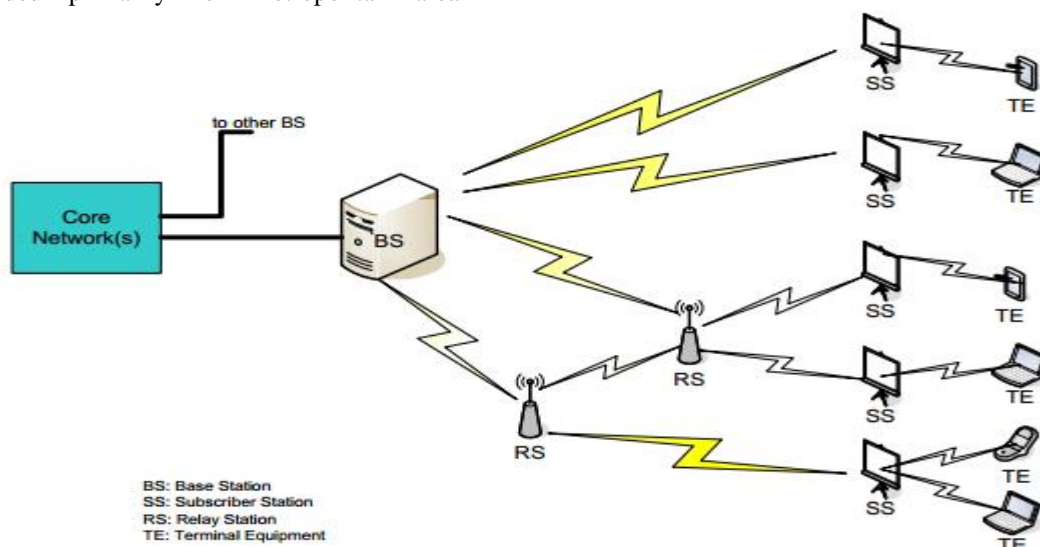 to other BS
Core
Network(s)
BS
SS
TE
SS
TE
SS
TE
RS
SS
TE
RS
SS
TE
TE
BS: Base Station
SS: Subscriber Station
RS: Relay Station
TE: Terminal Equipment